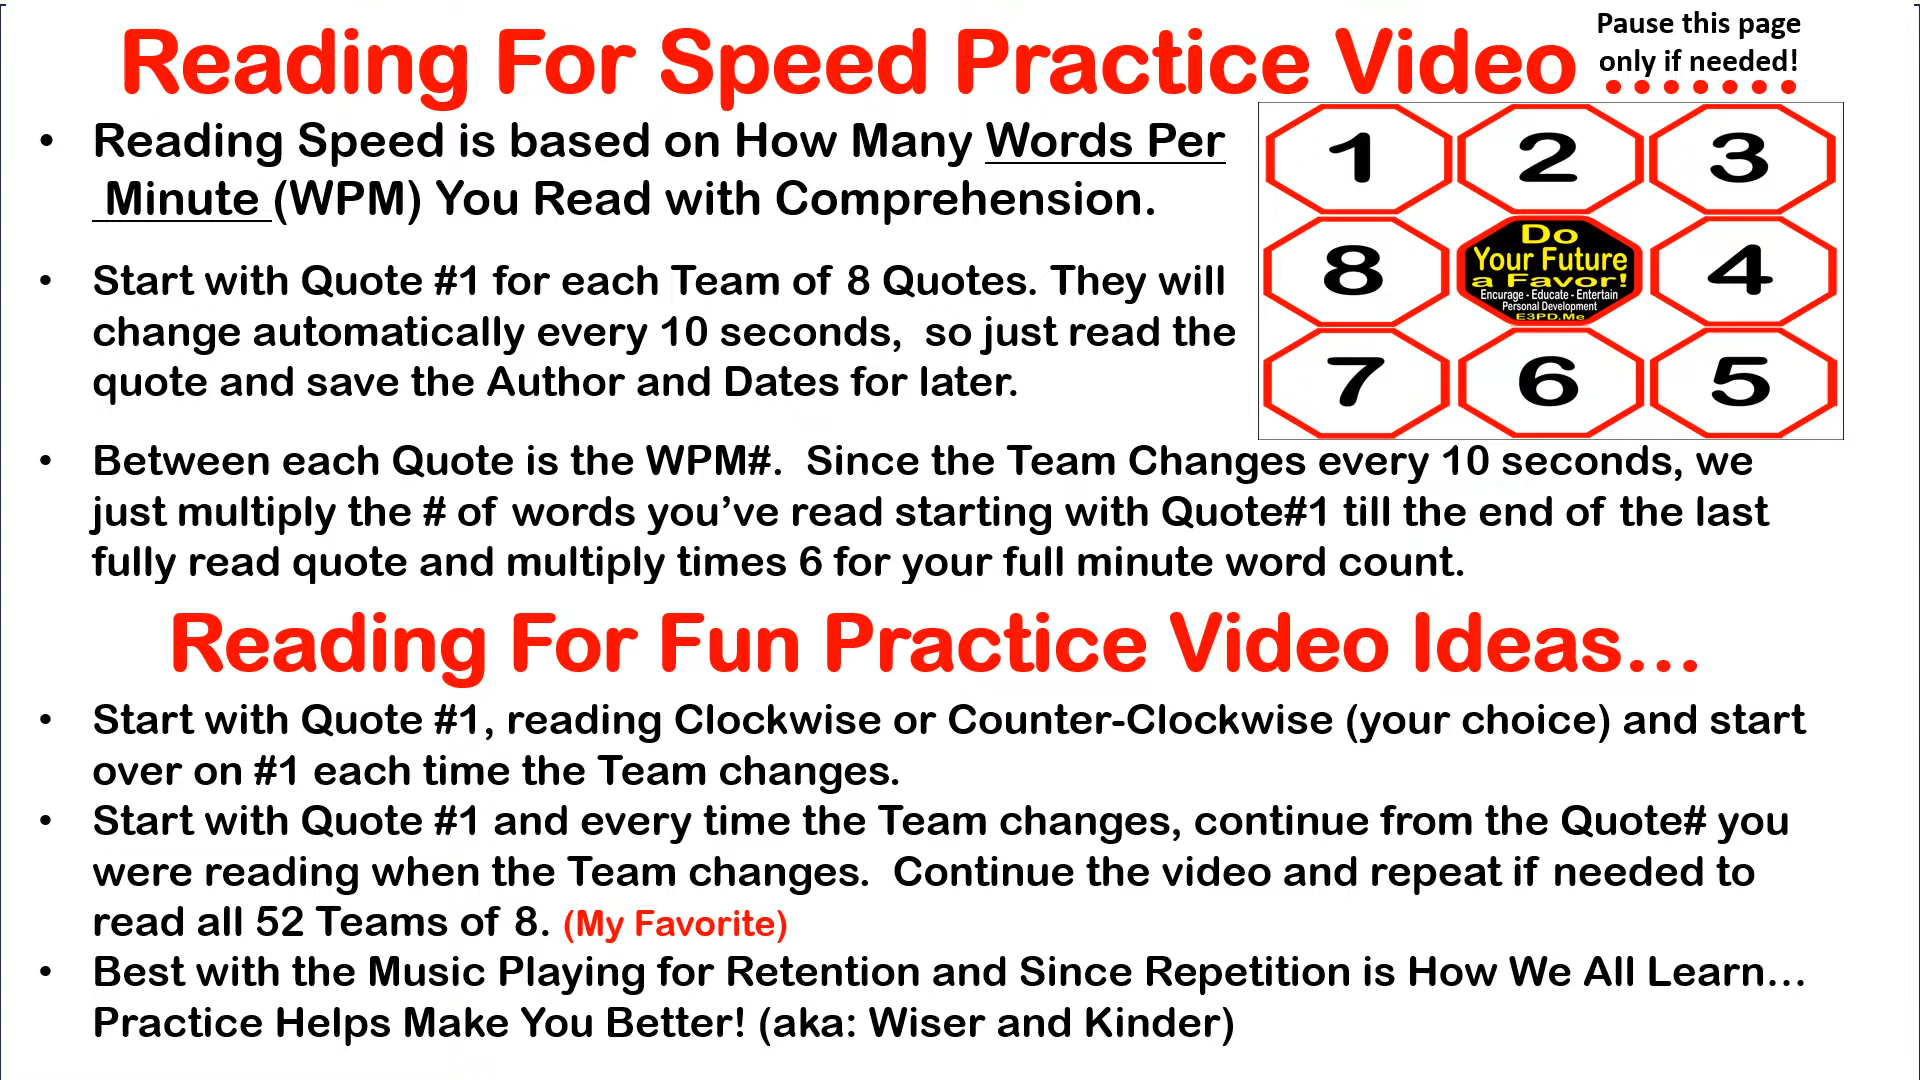 Reading For Speed Practice Video .......
Pause this page
only if needed!
• Reading Speed is based on How Many Words Per
Minute (WPM) You Read with Comprehension.
• Start with Quote #1 for each Team of 8 Quotes. They will
change automatically every 10 seconds, so just read the
quote and save the Author and Dates for later.
1 2 3
8
Do
Your Future
a Favor!
Encurage - Educate - Entertain
Personal Development
E3PD.Me
4
7 6 5
• Between each Quote is the WPM#. Since the Team Changes every 10 seconds, we
just multiply the # of words you’ve read starting with Quote#1 till the end of the last
fully read quote and multiply times 6 for your full minute word count.
Reading For Fun Practice Video Ideas...
• Start with Quote #1, reading Clockwise or Counter-Clockwise (your choice) and start
over on #1 each time the Team changes.
• Start with Quote #1 and every time the Team changes, continue from the Quote# you
were reading when the Team changes. Continue the video and repeat if needed to
read all 52 Teams of 8. (My Favorite)
• Best with the Music Playing for Retention and Since Repetition is How We All Learn...
Practice Helps Make You Better! (aka: Wiser and Kinder)